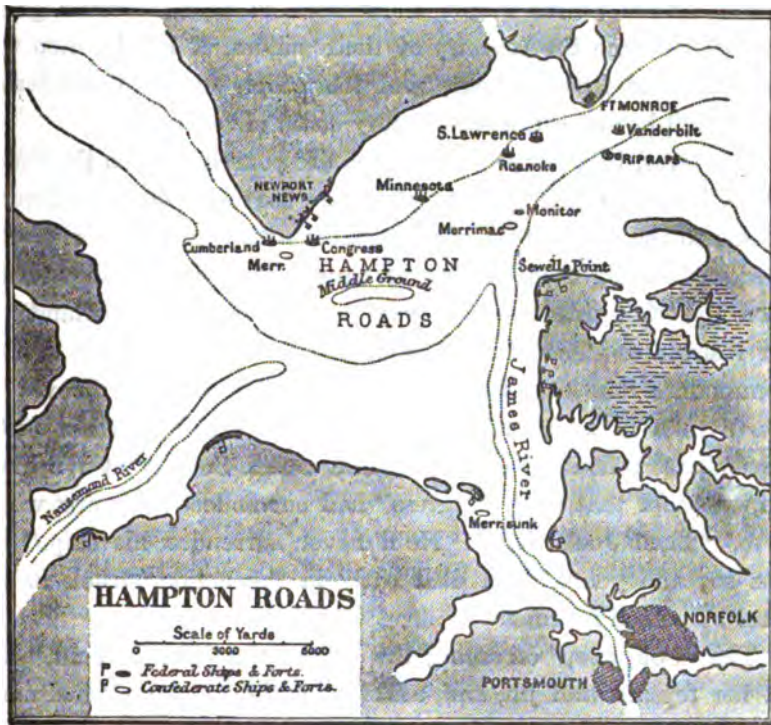 FT MONROE
S. Lawrence
Vanderbilt
Roanoke
RIP RAPS
NEWPORT
NEWS
Minnesota
Monitor
Merrimac
Cumberland
Congress
Merr.
HAMPTON
Sewells Point
Middle Ground
ROADS
James River
Nansemond River
Merr. sunk
HAMPTON ROADS
Scale of Yards
0 3000 6000
Federal Ships & Forts.
Confederate Ships & Forts.
NORFOLK
PORTSMOUTH